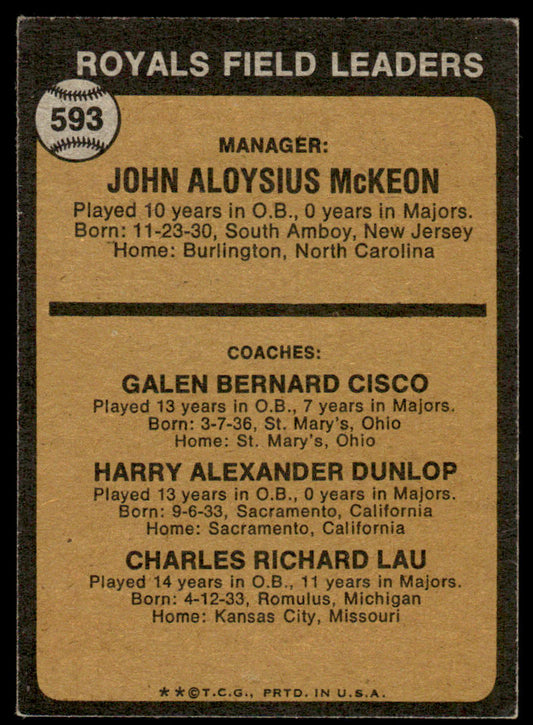 ROYALS FIELD LEADERS
593
MANAGER:
JOHN ALOYSIUS McKEON
Played 10 years in O.B., 0 years in Majors.
Born: 11-23-30, South Amboy, New Jersey
Home: Burlington, North Carolina
COACHES:
GALEN BERNARD CISCO
Played 13 years in O.B., 7 years in Majors.
Born: 3-7-36, St. Mary's, Ohio
Home: St. Mary's, Ohio
HARRY ALEXANDER DUNLOP
Played 13 years in O.B., 0 years in Majors.
Born: 9-6-33, Sacramento, California
Home: Sacramento, California
CHARLES RICHARD LAU
Played 14 years in O.B., 11 years in Majors.
Born: 4-12-33, Romulus, Michigan
Home: Kansas City, Missouri
**©T.C.G., PRTD. IN U.S.A.